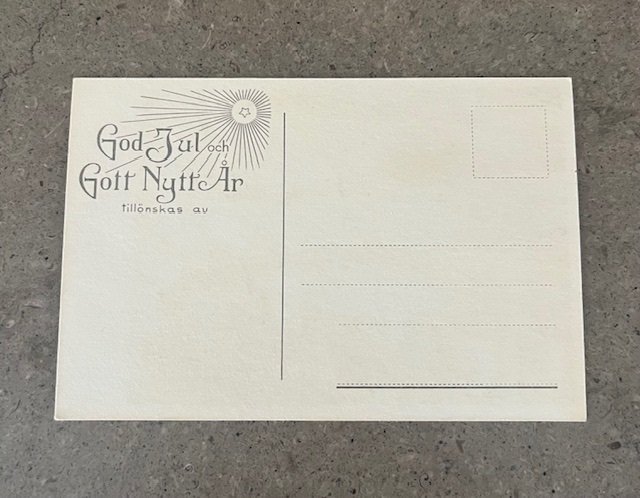 God Jul och
Gott Nytt År
tillönskas av